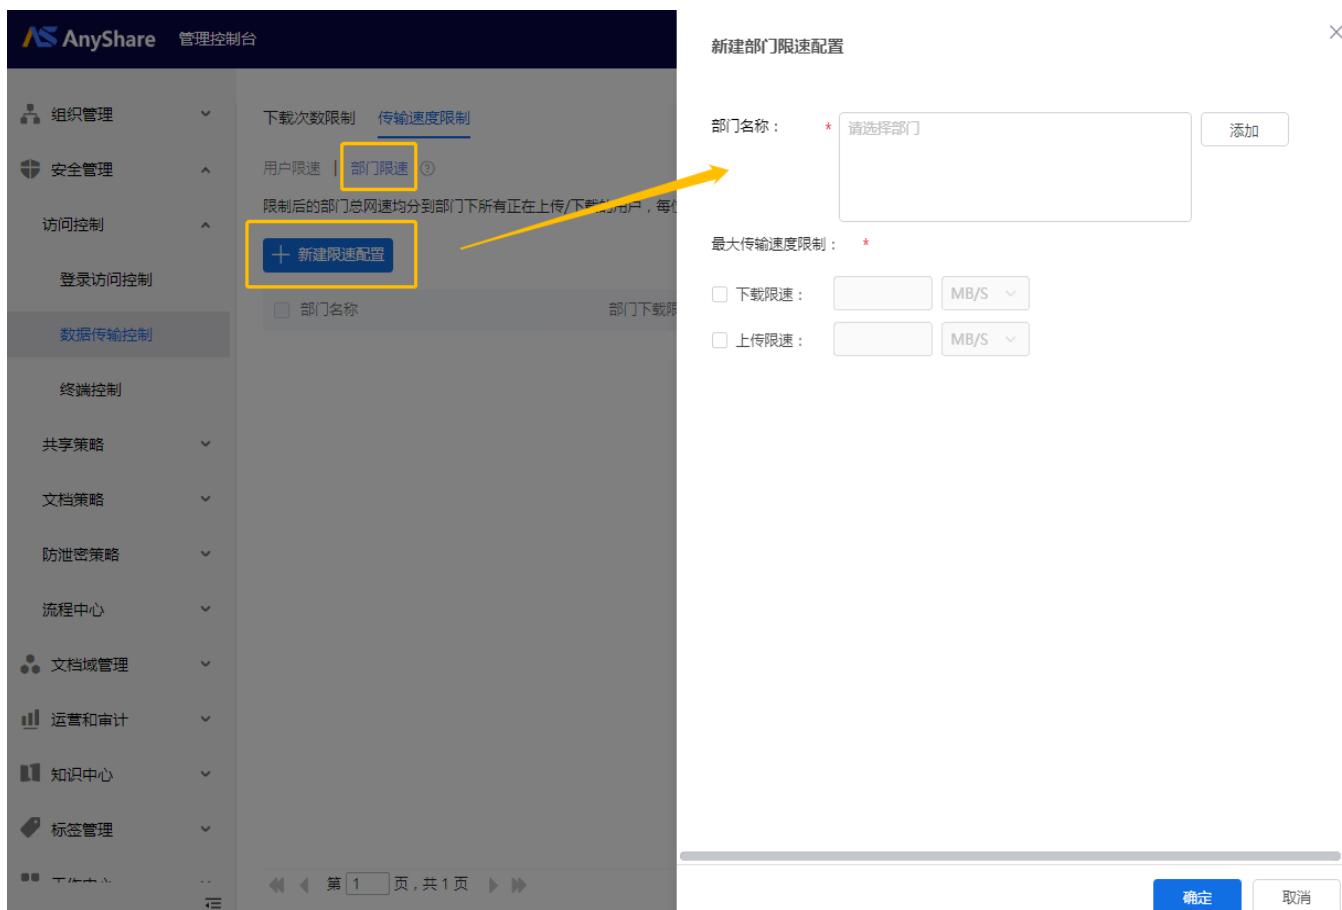 AnyShare 管理控制台
组织管理
安全管理
访问控制
登录访问控制
数据传输控制
终端控制
共享策略
文档策略
防泄密策略
流程中心
文档域管理
运营和审计
知识中心
标签管理
下载次数限制 传输速度限制
用户限速 | 部门限速
限制后的部门总网速均分到部门下所有正在上传/下载的用户，每
新建限速配置
部门名称 部门下载限
第 1 页，共 1 页
新建部门限速配置
部门名称： * 请选择部门 添加
最大传输速度限制： *
下载限速： MB/S
上传限速： MB/S
确定 取消